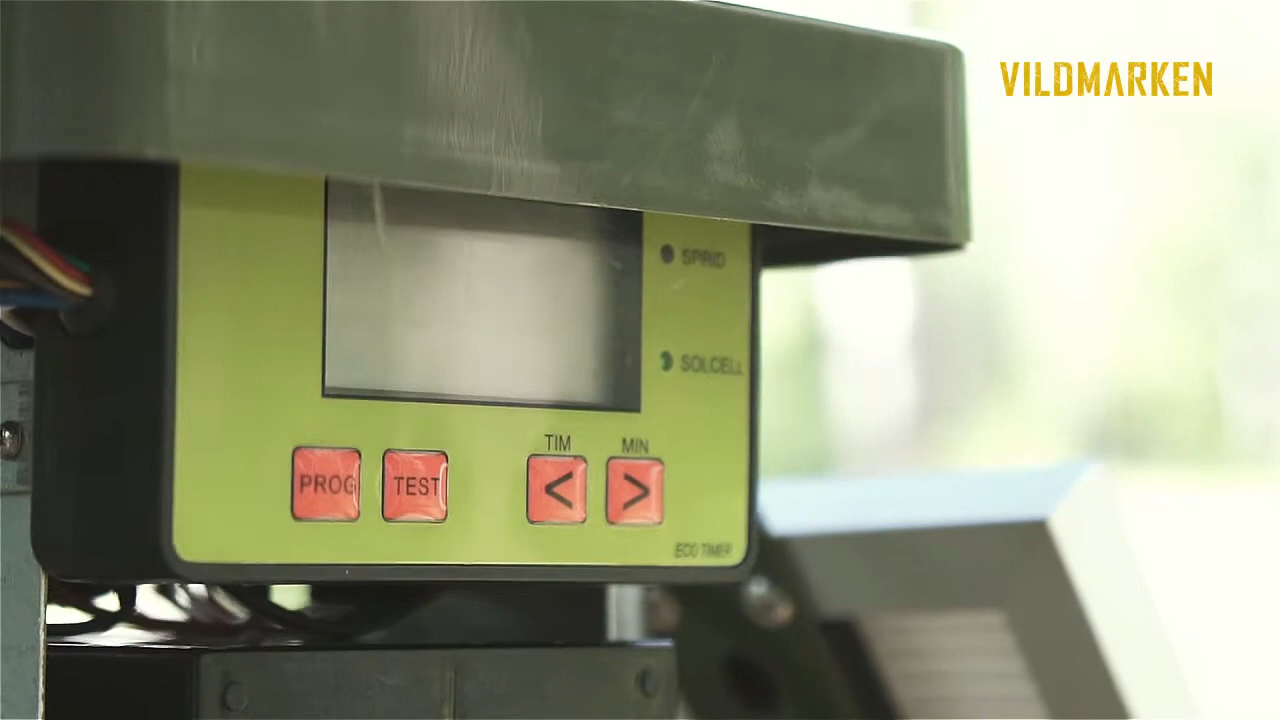 VILDMARKEN
SPRID
SOLCELL
TIM MIN
PROG TEST < >
ECO TIMER